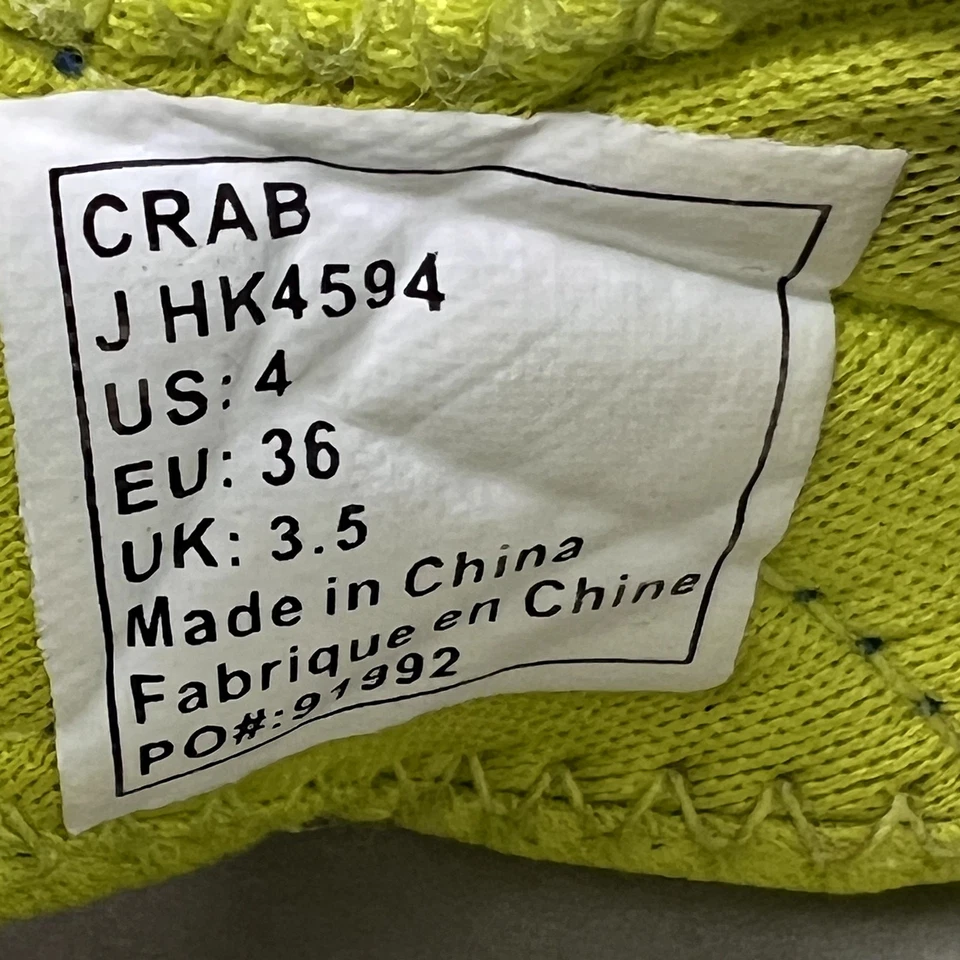 CRAB
J HK4594
US: 4
EU: 36
UK: 3.5
Made in China
Fabrique en Chine
PO#:91992